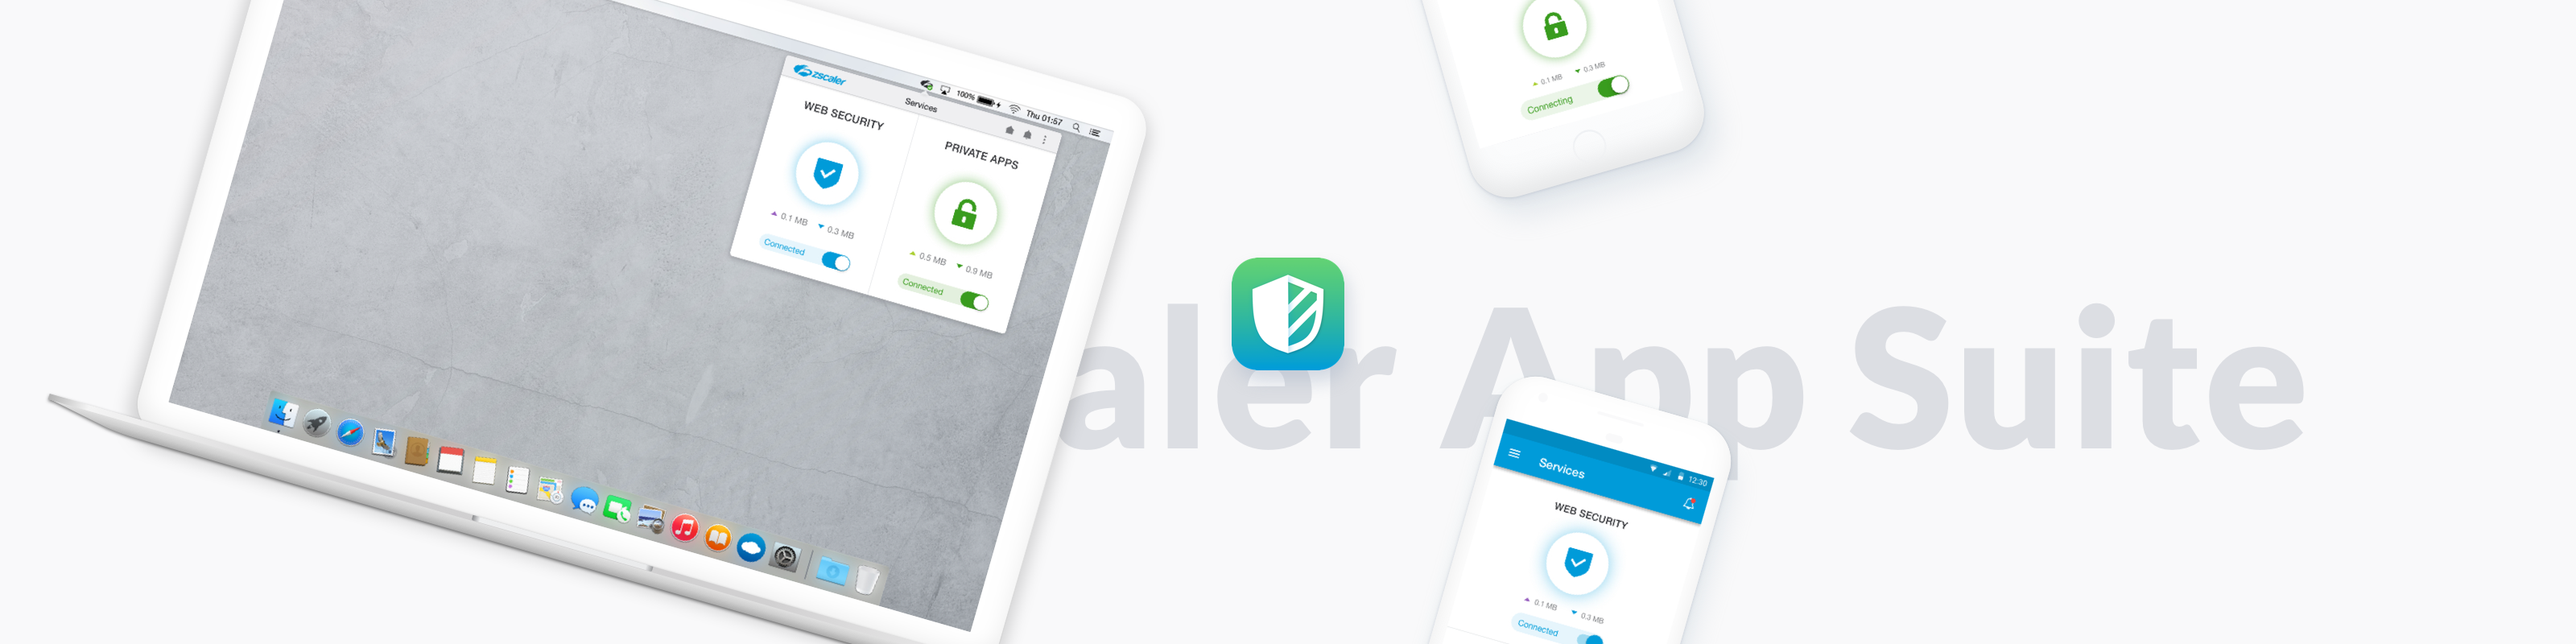 zscaler
100%
Thu 01:57
Services
WEB SECURITY
PRIVATE APPS
0.1 MB
0.3 MB
0.5 MB
0.9 MB
Connected
Connected
0.1 MB
0.3 MB
Connecting
aler App Suite
Services
12:30
WEB SECURITY
0.1 MB
0.3 MB
Connected